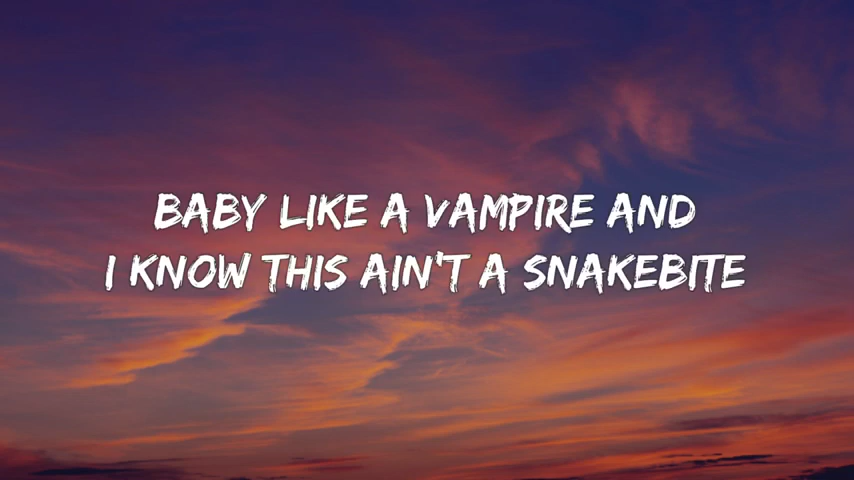 BABY LIKE A VAMPIRE AND
I KNOW THIS AIN'T A SNAKEBITE